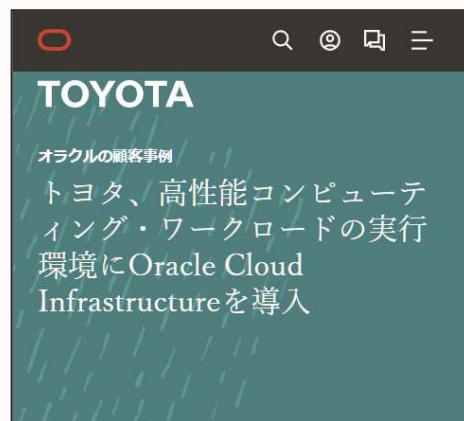 TOYOTA
オラクルの顧客事例
トヨタ、高性能コンピューテ
ィング・ワークロードの実行
環境にOracle Cloud
Infrastructureを導入